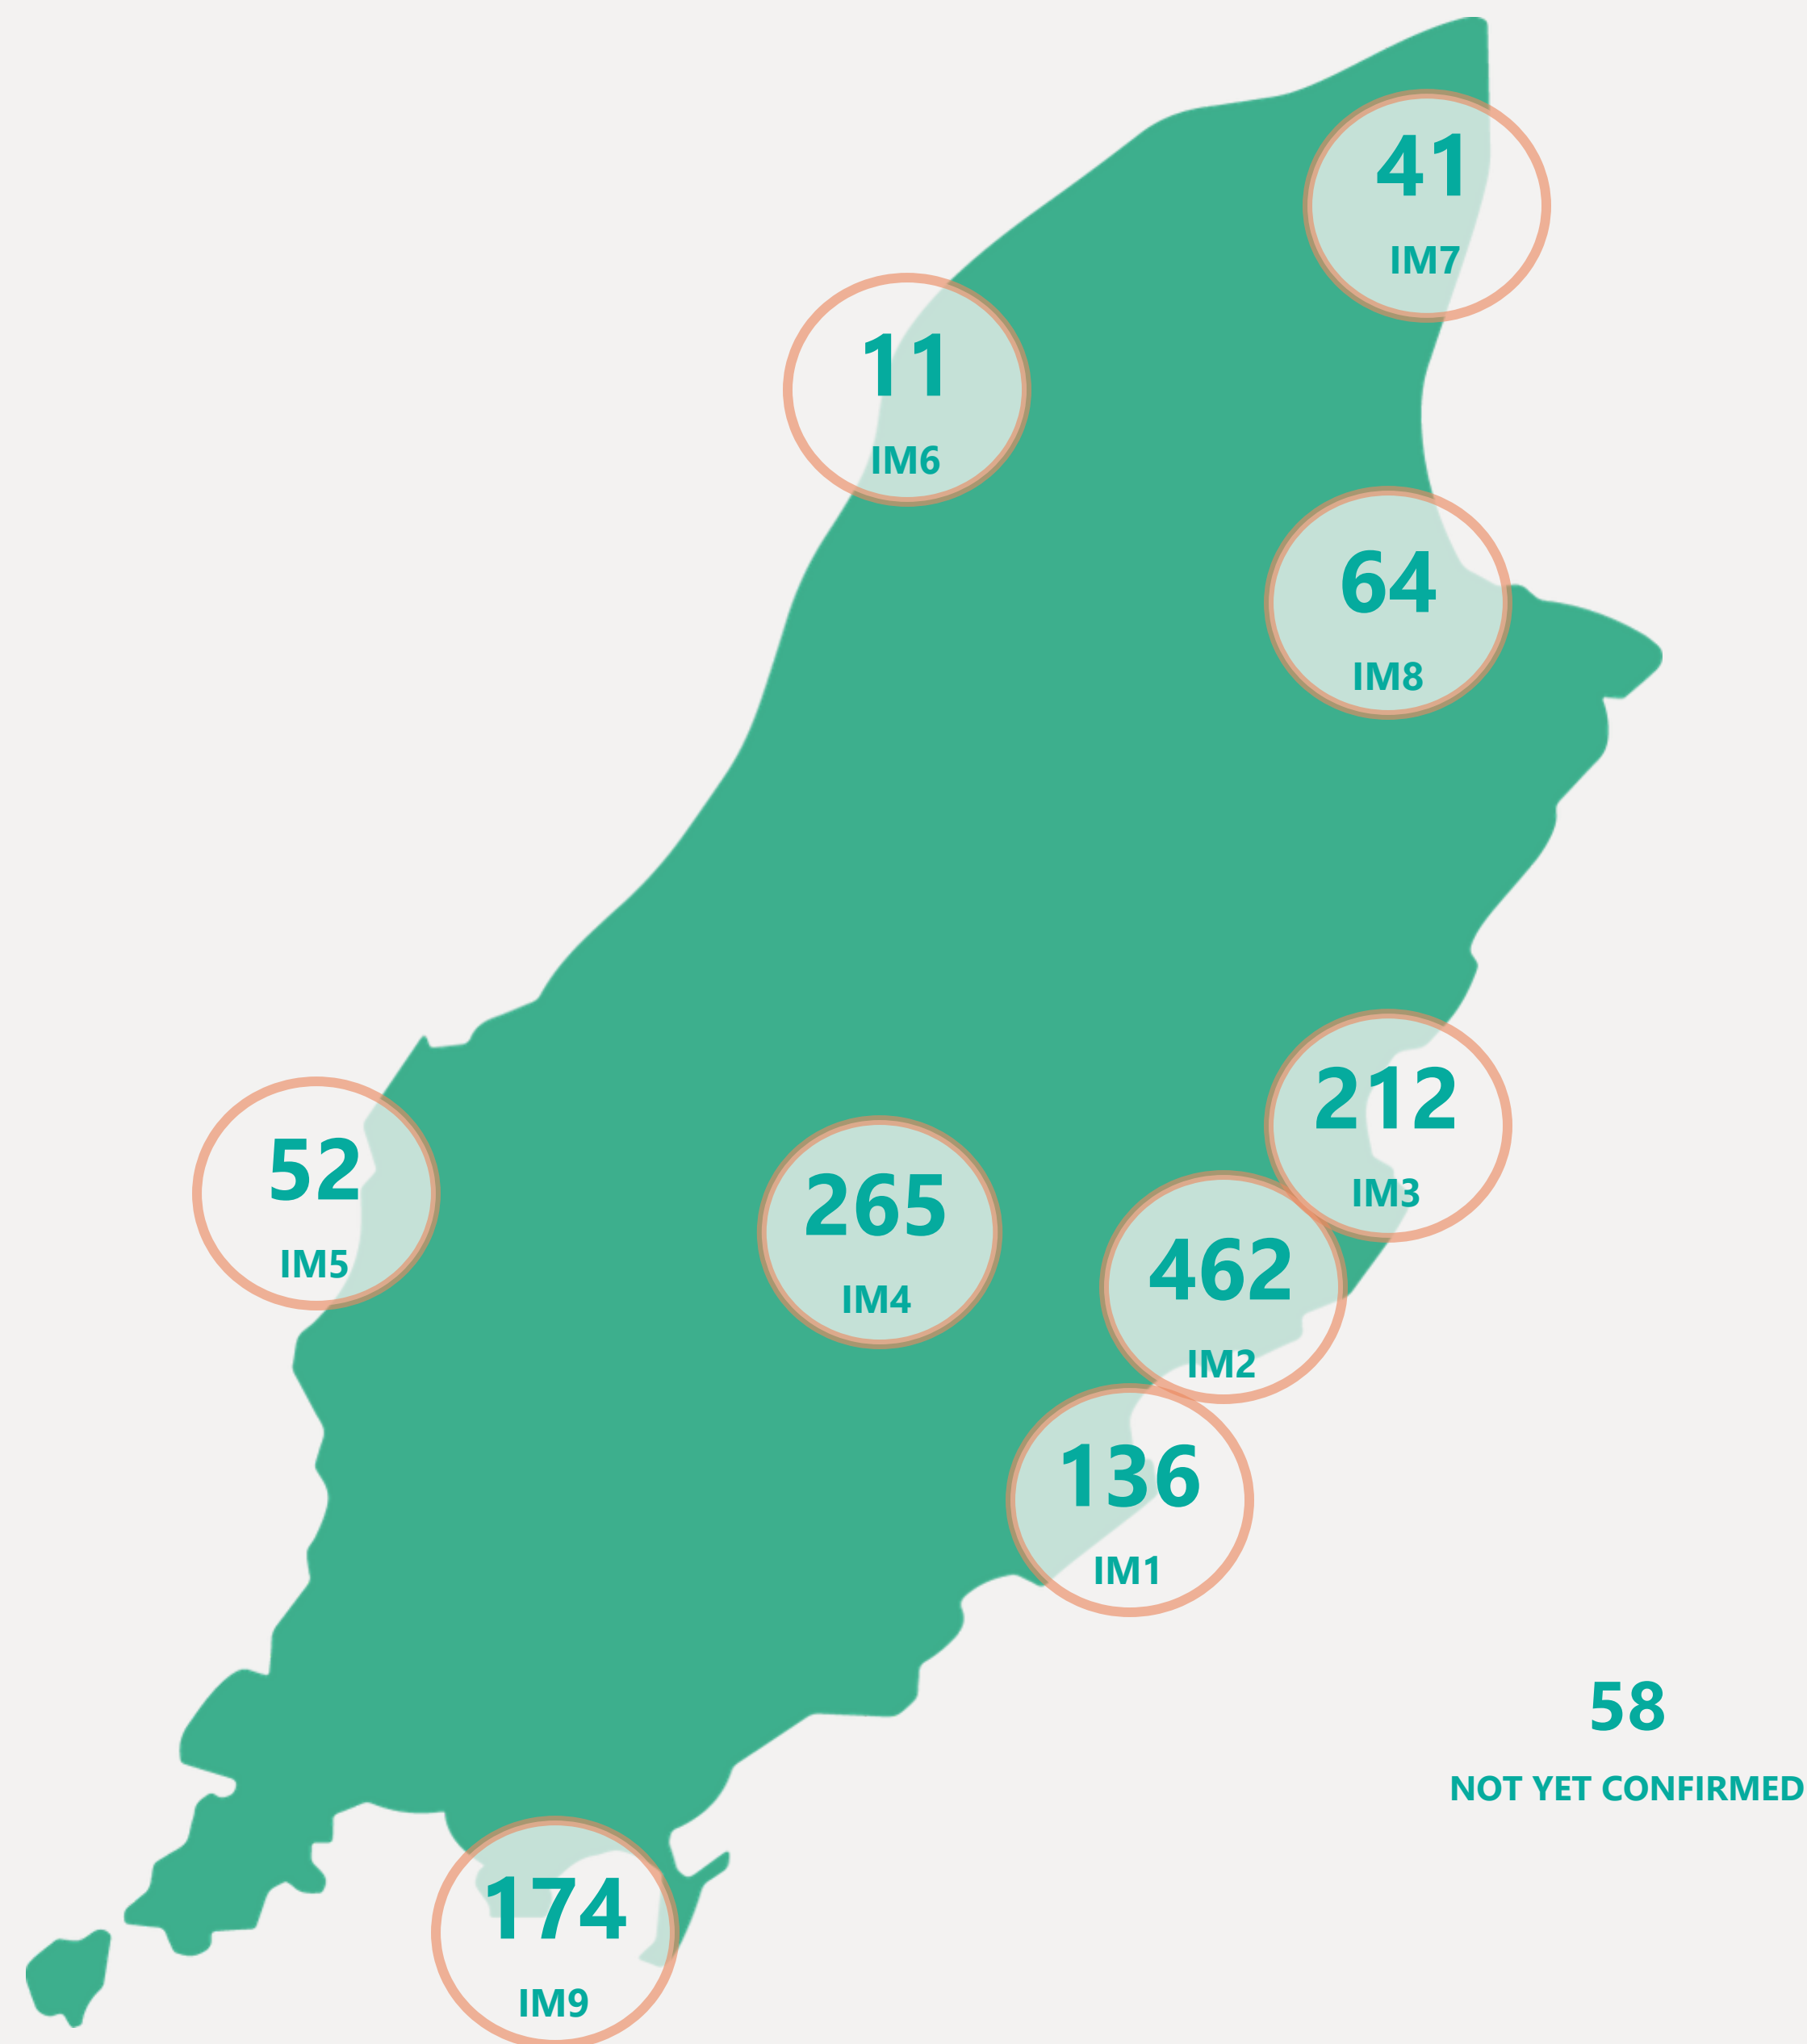 41
IM7
11
IM6
64
IM8
212
IM3
52
IM5
265
IM4
462
IM2
136
IM1
58
NOT YET CONFIRMED
174
IM9